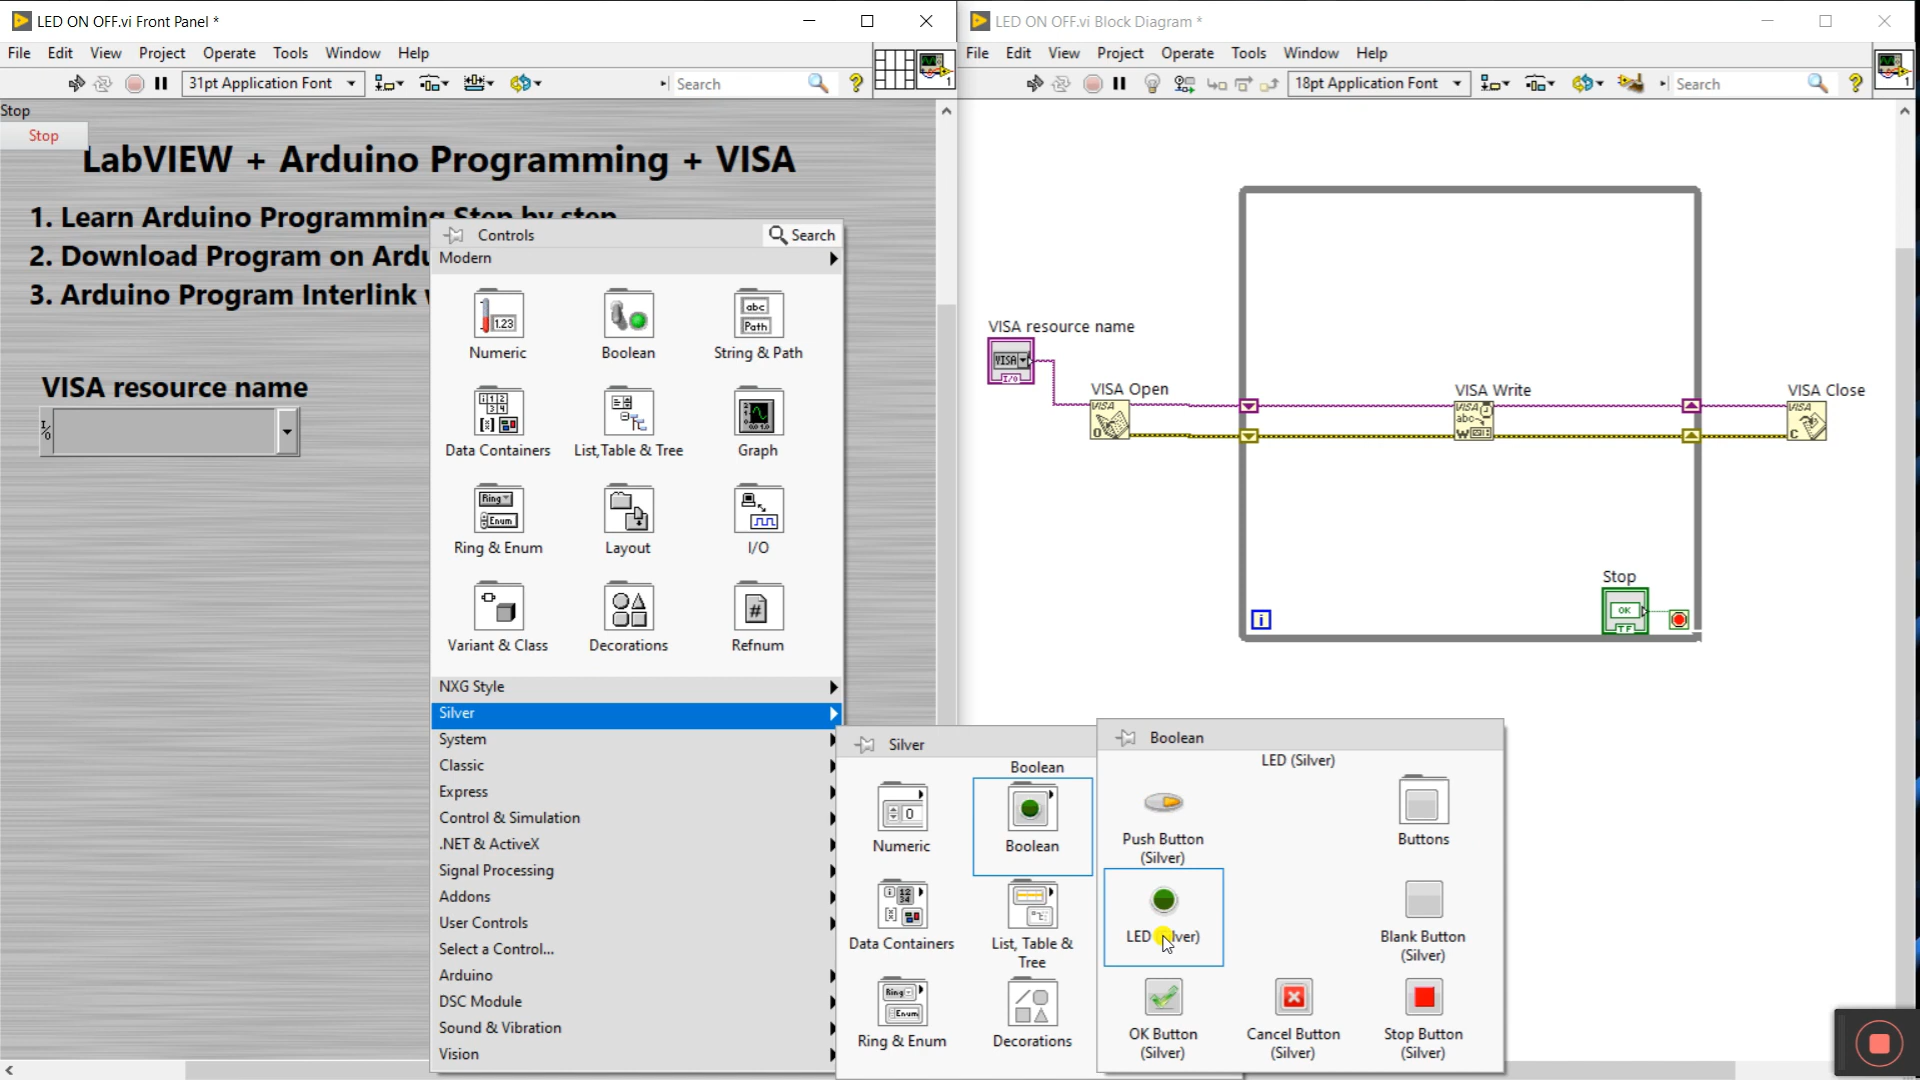 LED ON OFF.vi Front Panel *
File Edit View Project Operate Tools Window Help
31pt Application Font
Search
Stop
Stop
LabVIEW + Arduino Programming + VISA
1. Learn Arduino Programming Step by step
2. Download Program on Ardu
3. Arduino Program Interlink
VISA resource name
I/O
Controls
Search
Modern
Numeric Boolean String & Path
Data Containers List, Table & Tree Graph
Ring & Enum Layout I/O
Variant & Class Decorations Refnum
NXG Style
Silver
System
Classic
Express
Control & Simulation
.NET & ActiveX
Signal Processing
Addons
User Controls
Select a Control...
Arduino
DSC Module
Sound & Vibration
Vision
Silver
Boolean
Numeric Boolean
Data Containers List, Table &
Tree
Ring & Enum Decorations
Boolean
LED (Silver)
Push Button
(Silver)
Buttons
Blank Button
(Silver)
OK Button
(Silver)
Cancel Button
(Silver)
Stop Button
(Silver)
LED ON OFF.vi Block Diagram *
File Edit View Project Operate Tools Window Help
18pt Application Font
Search
VISA resource name
VISA
I/O
VISA Open
VISA
O
VISA Write
VISA
abc
W
VISA Close
VISA
C
Stop
OK
TF
i